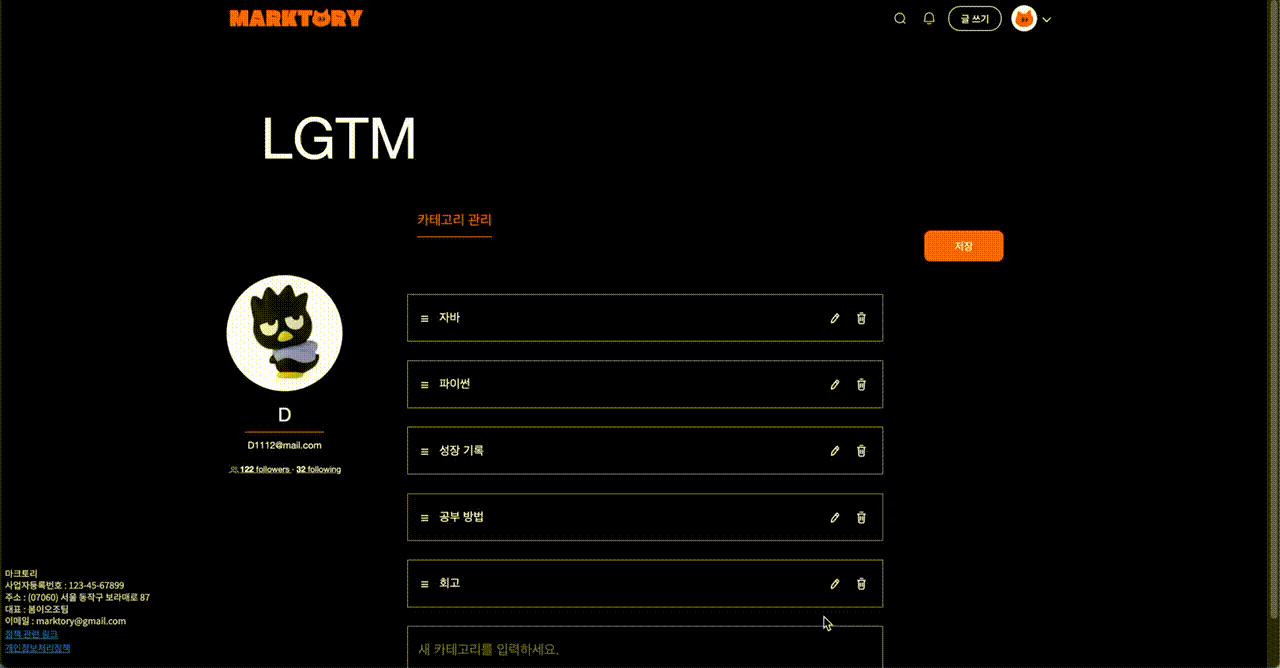 MARKTORY
글 쓰기
LGTM
카테고리 관리
저장
자바
파이썬
성장 기록
공부 방법
회고
새 카테고리를 입력하세요.
D
D1112@mail.com
122 followers · 32 following
마크토리
사업자등록번호 : 123-45-67899
주소 : (07060) 서울 동작구 보라매로 87
대표 : 봄이오조팀
이메일 : marktory@gmail.com
정책 관련 링크
개인정보처리정책